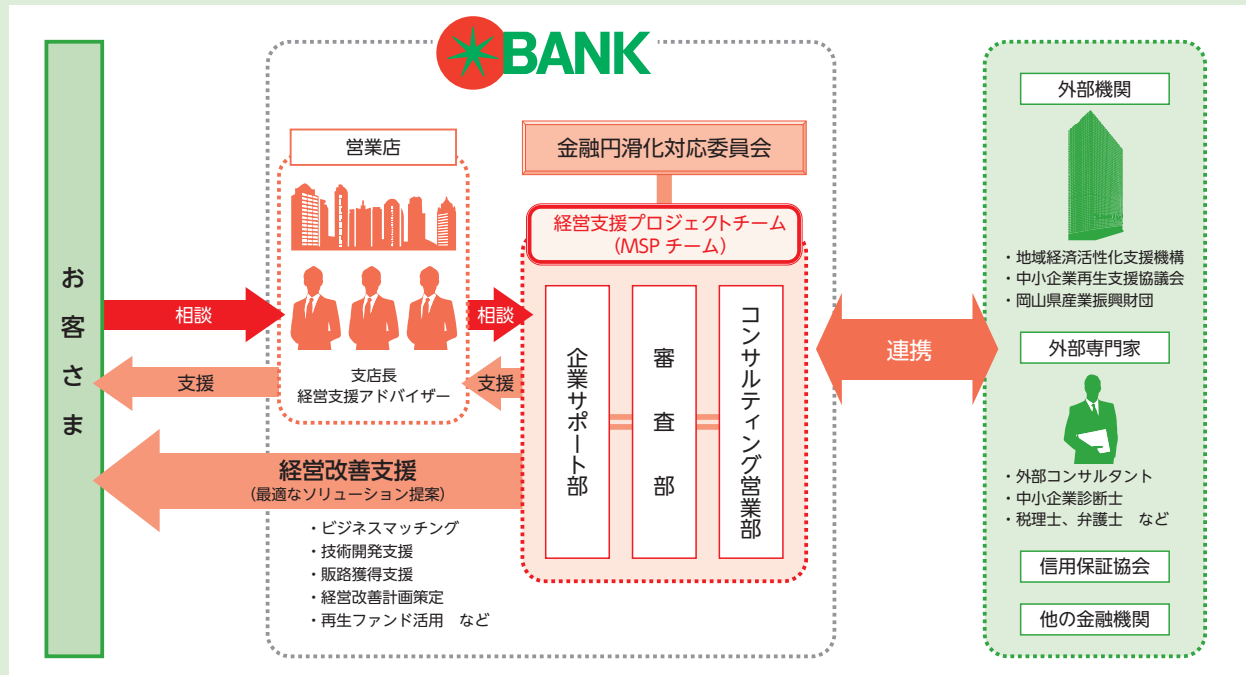 BANK
お客さま
相談
支援
営業店
支店長
経営支援アドバイザー
相談
支援
金融円滑化対応委員会
経営支援プロジェクトチーム
(MSP チーム)
企業サポート部
審査部
コンサルティング営業部
経営改善支援
(最適なソリューション提案)
・ビジネスマッチング
・技術開発支援
・販路獲得支援
・経営改善計画策定
・再生ファンド活用　など
連携
外部機関
・地域経済活性化支援機構
・中小企業再生支援協議会
・岡山県産業振興財団
外部専門家
・外部コンサルタント
・中小企業診断士
・税理士、弁護士　など
信用保証協会
他の金融機関